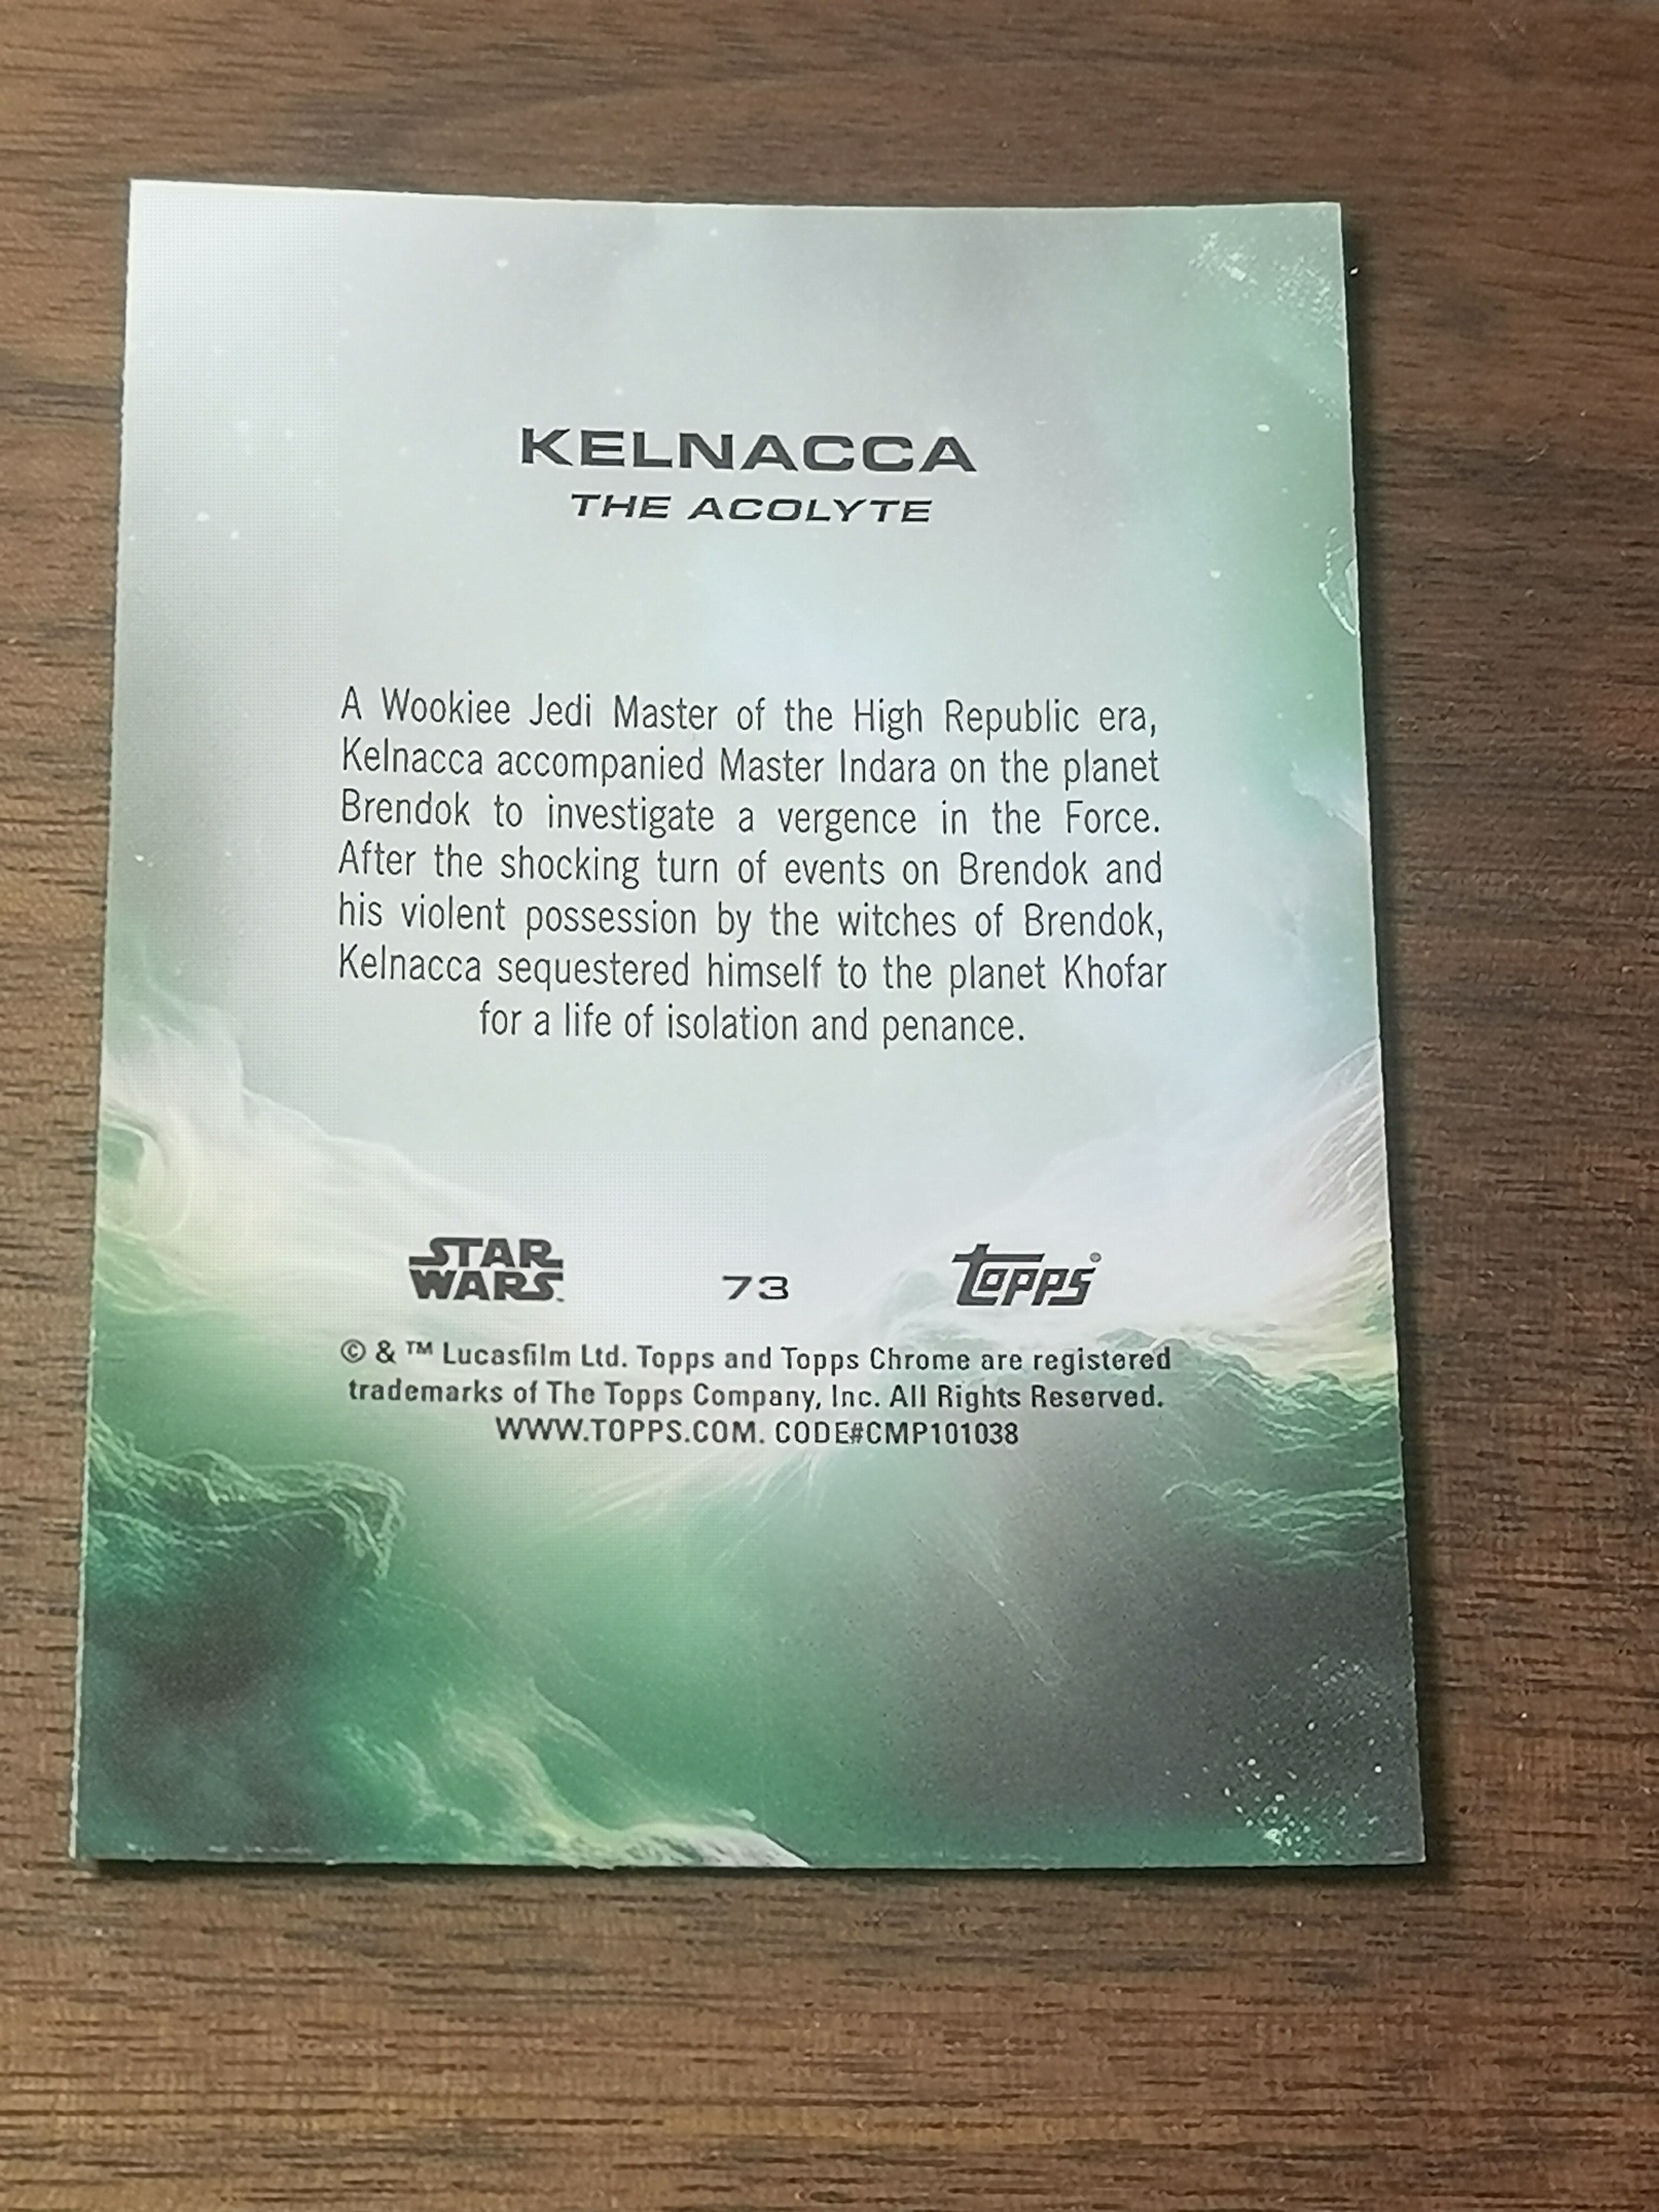 KELNACCA
THE ACOLYTE
A Wookiee Jedi Master of the High Republic era,
Kelnacca accompanied Master Indara on the planet
Brendok to investigate a vergence in the Force.
After the shocking turn of events on Brendok and
his violent possession by the witches of Brendok,
Kelnacca sequestered himself to the planet Khofar
for a life of isolation and penance.
STAR
WARS™
73
topps®
© & ™ Lucasfilm Ltd. Topps and Topps Chrome are registered
trademarks of The Topps Company, Inc. All Rights Reserved.
WWW.TOPPS.COM. CODE#CMP101038